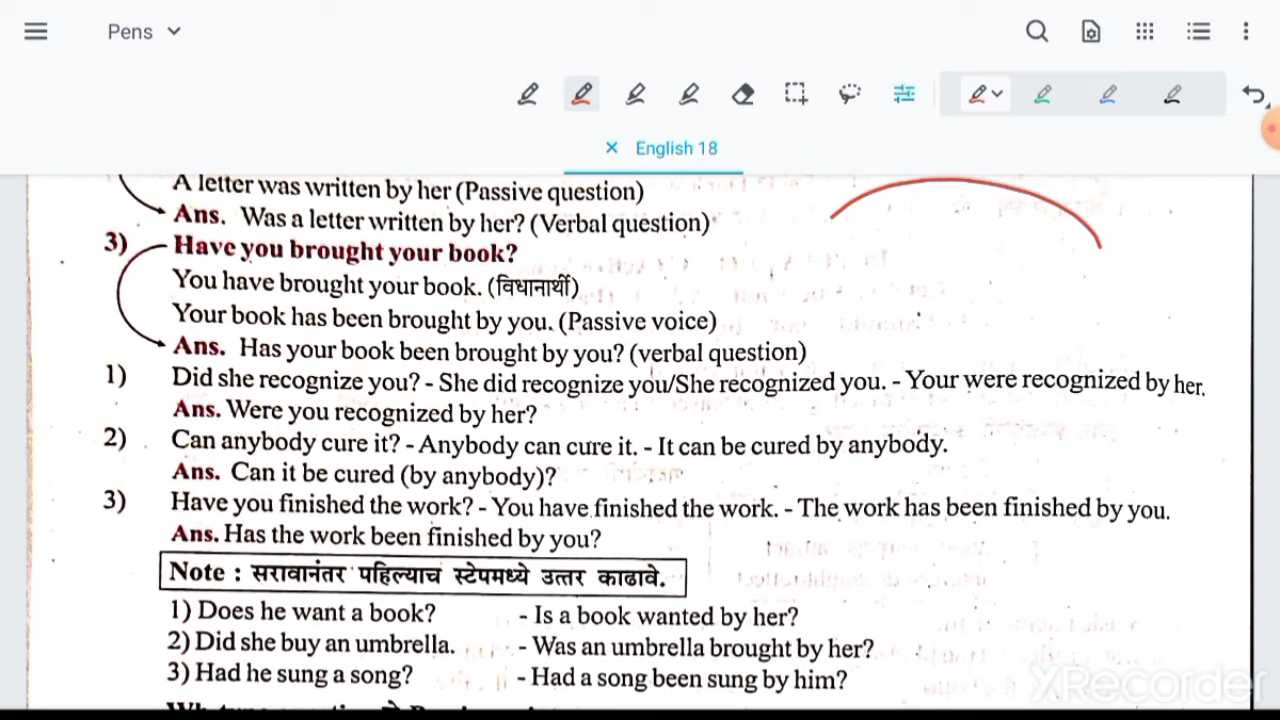 Pens
English 18
A letter was written by her (Passive question)
Ans. Was a letter written by her? (Verbal question)
3) Have you brought your book?
You have brought your book. (विधानार्थी)
Your book has been brought by you. (Passive voice)
Ans. Has your book been brought by you? (verbal question)
1) Did she recognize you? - She did recognize you/She recognized you. - Your were recognized by her.
Ans. Were you recognized by her?
2) Can anybody cure it? - Anybody can cure it. - It can be cured by anybody.
Ans. Can it be cured (by anybody)?
3) Have you finished the work? - You have finished the work. - The work has been finished by you.
Ans. Has the work been finished by you?
Note : सरावानंतर पहिल्याच स्टेपमध्ये उत्तर काढावे.
1) Does he want a book? - Is a book wanted by her?
2) Did she buy an umbrella. - Was an umbrella brought by her?
3) Had he sung a song? - Had a song been sung by him?
XRecorder